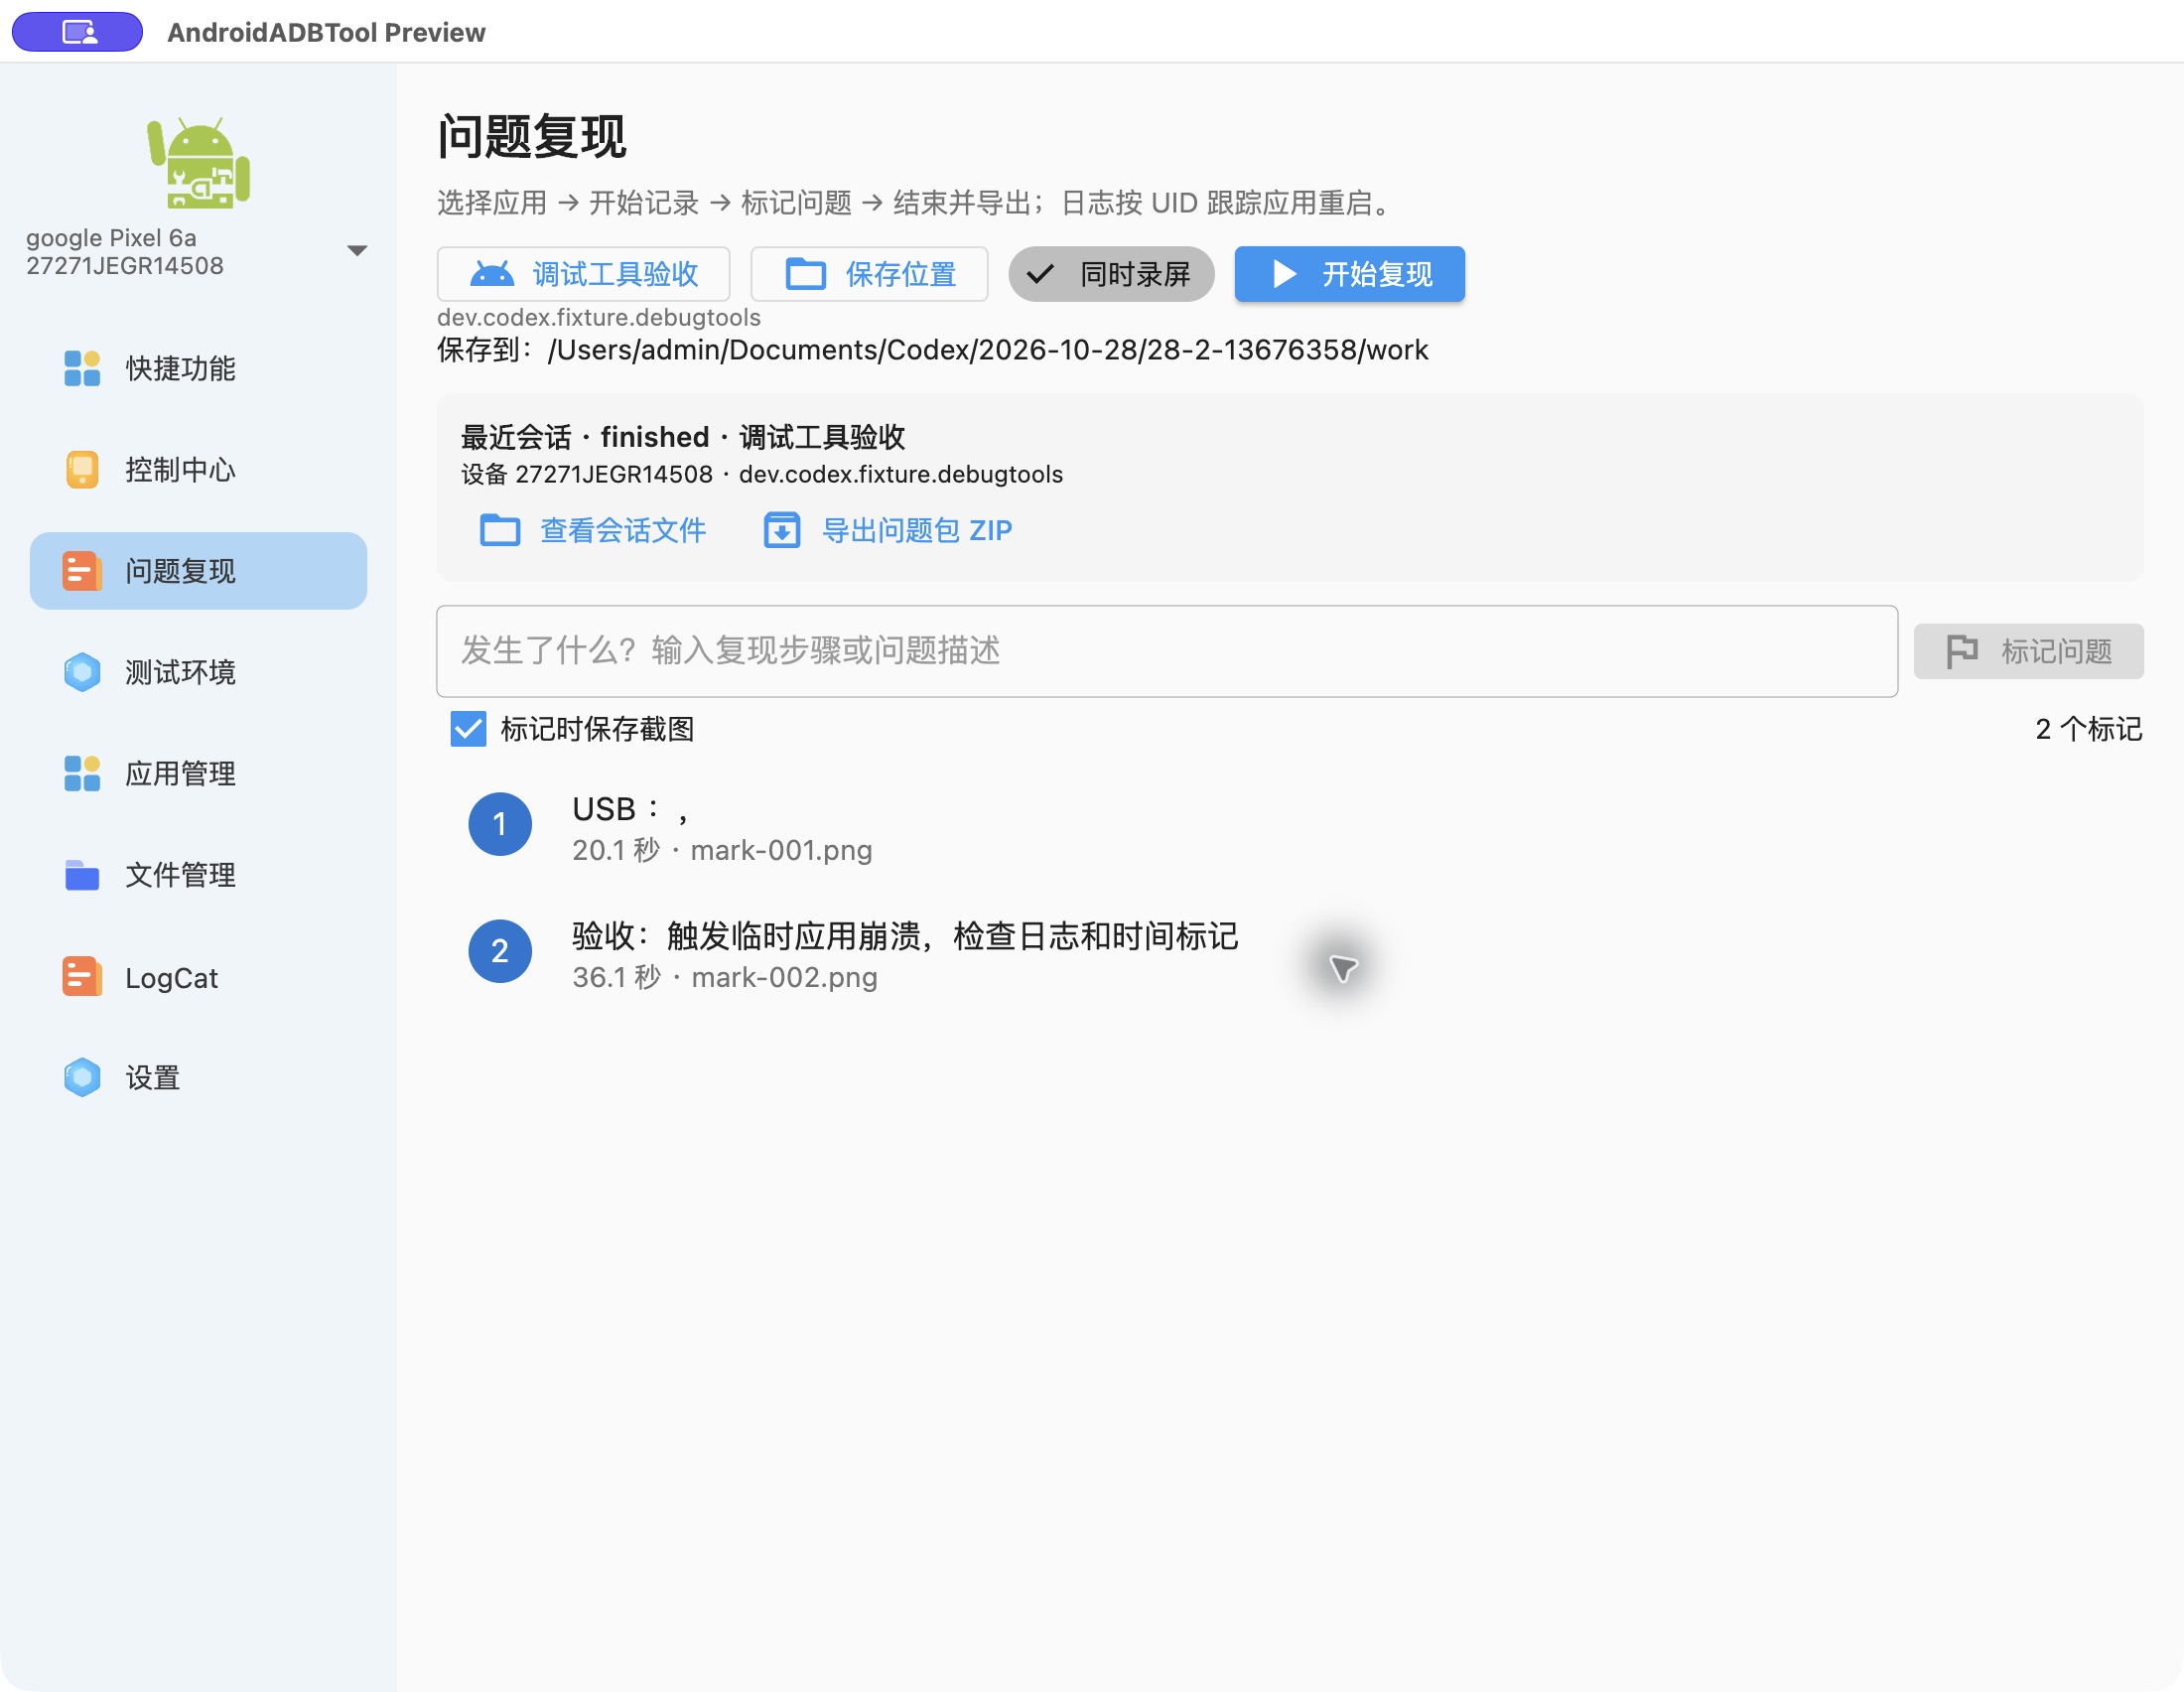 AndroidADBTool Preview
google Pixel 6a
27271JEGR14508
快捷功能
控制中心
问题复现
测试环境
应用管理
文件管理
LogCat
设置
问题复现
选择应用 → 开始记录 → 标记问题 → 结束并导出；日志按 UID 跟踪应用重启。
调试工具验收
保存位置
同时录屏
开始复现
dev.codex.fixture.debugtools
保存到：/Users/admin/Documents/Codex/2026-10-28/28-2-13676358/work
最近会话 · finished · 调试工具验收
设备 27271JEGR14508 · dev.codex.fixture.debugtools
查看会话文件
导出问题包 ZIP
发生了什么？输入复现步骤或问题描述
标记问题
标记时保存截图
2 个标记
1
USB：，
20.1 秒 · mark-001.png
2
验收：触发临时应用崩溃，检查日志和时间标记
36.1 秒 · mark-002.png